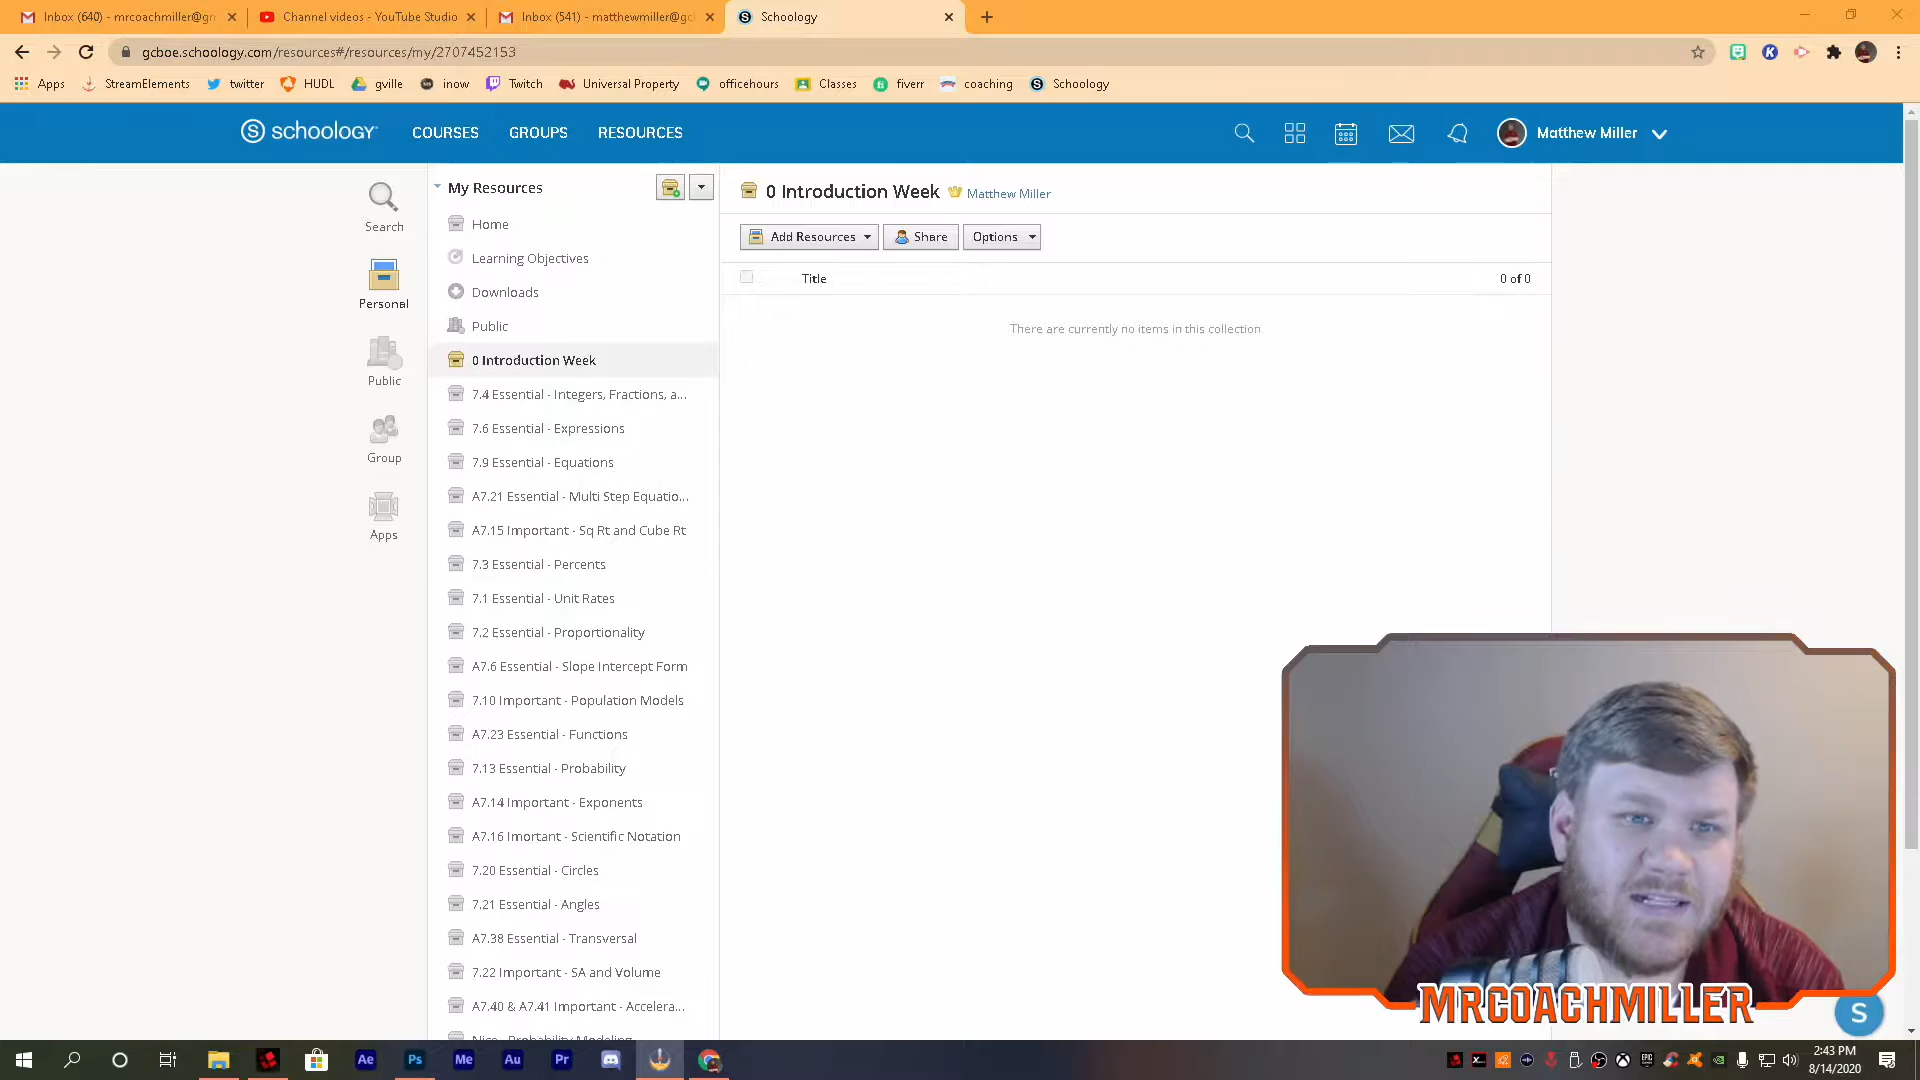 Inbox (640) - mrcoachmiller@gm
Channel videos - YouTube Studio
Inbox (541) - matthewmiller@gc
Schoology
gcboe.schoology.com/resources#/resources/my/2707452153
Apps
StreamElements
twitter
HUDL
gville
inow
Twitch
Universal Property
officehours
Classes
fiverr
coaching
Schoology
schoology
COURSES
GROUPS
RESOURCES
Matthew Miller
Search
Personal
Public
Group
Apps
My Resources
Home
Learning Objectives
Downloads
Public
0 Introduction Week
7.4 Essential - Integers, Fractions, a...
7.6 Essential - Expressions
7.9 Essential - Equations
A7.21 Essential - Multi Step Equatio...
A7.15 Important - Sq Rt and Cube Rt
7.3 Essential - Percents
7.1 Essential - Unit Rates
7.2 Essential - Proportionality
A7.6 Essential - Slope Intercept Form
7.10 Important - Population Models
A7.23 Essential - Functions
7.13 Essential - Probability
A7.14 Important - Exponents
A7.16 Imortant - Scientific Notation
7.20 Essential - Circles
7.21 Essential - Angles
A7.38 Essential - Transversal
7.22 Important - SA and Volume
A7.40 & A7.41 Important - Accelera...
0 Introduction Week Matthew Miller
Add Resources
Share
Options
Title
0 of 0
There are currently no items in this collection
MRCOACHMILLER
S
Ae
Ps
Me
Au
Pr
2:43 PM
8/14/2020